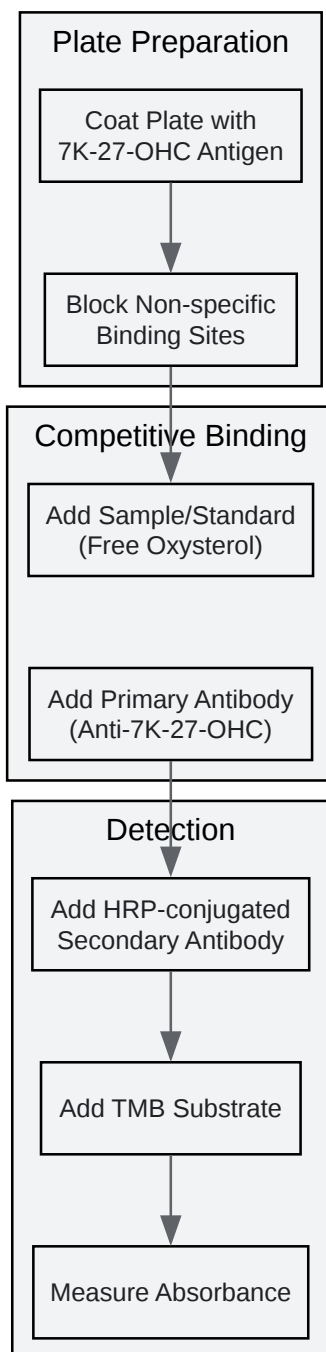 Plate Preparation
Coat Plate with
7K-27-OHC Antigen
Block Non-specific
Binding Sites
Competitive Binding
Add Sample/Standard
(Free Oxysterol)
Add Primary Antibody
(Anti-7K-27-OHC)
Detection
Add HRP-conjugated
Secondary Antibody
Add TMB Substrate
Measure Absorbance